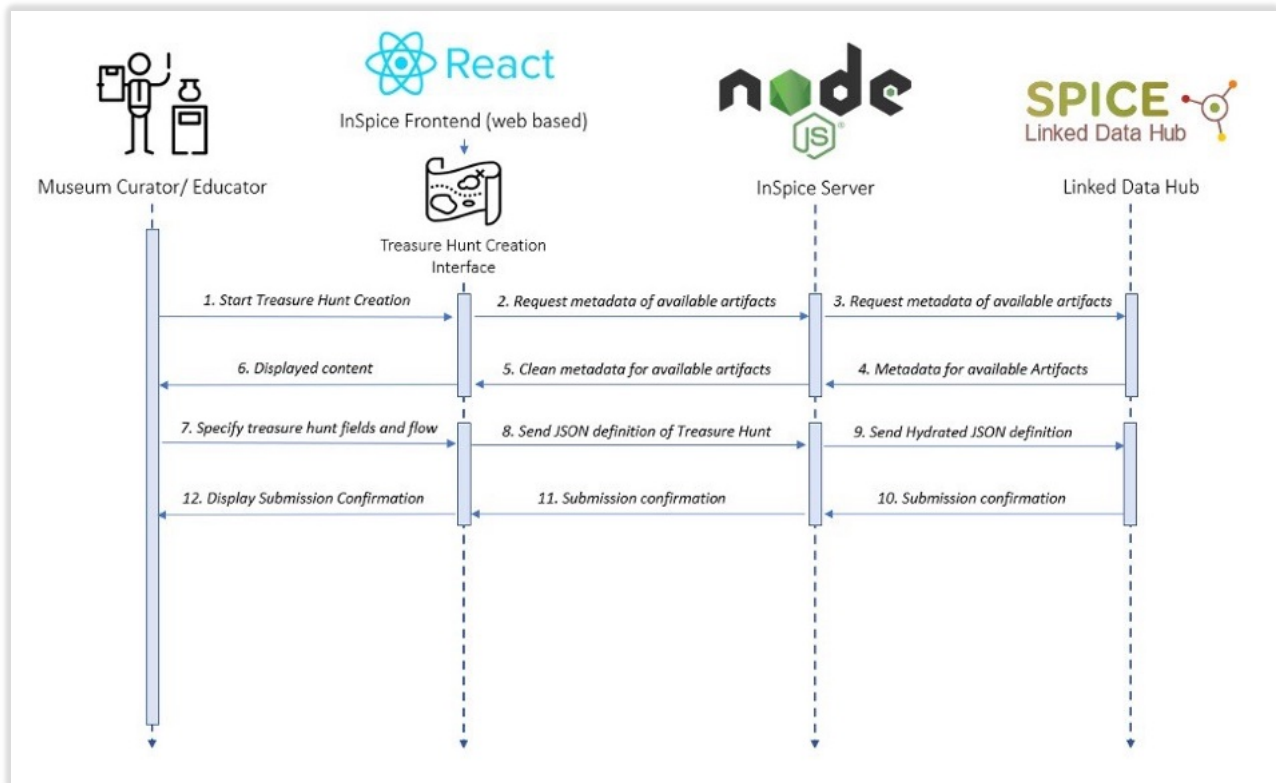 React
node
JS
SPICE
Linked Data Hub
InSpice Frontend (web based)
Museum Curator/ Educator
InSpice Server
Linked Data Hub
Treasure Hunt Creation
Interface
1. Start Treasure Hunt Creation
2. Request metadata of available artifacts
3. Request metadata of available artifacts
6. Displayed content
5. Clean metadata for available artifacts
4. Metadata for available Artifacts
7. Specify treasure hunt fields and flow
8. Send JSON definition of Treasure Hunt
9. Send Hydrated JSON definition
12. Display Submission Confirmation
11. Submission confirmation
10. Submission confirmation